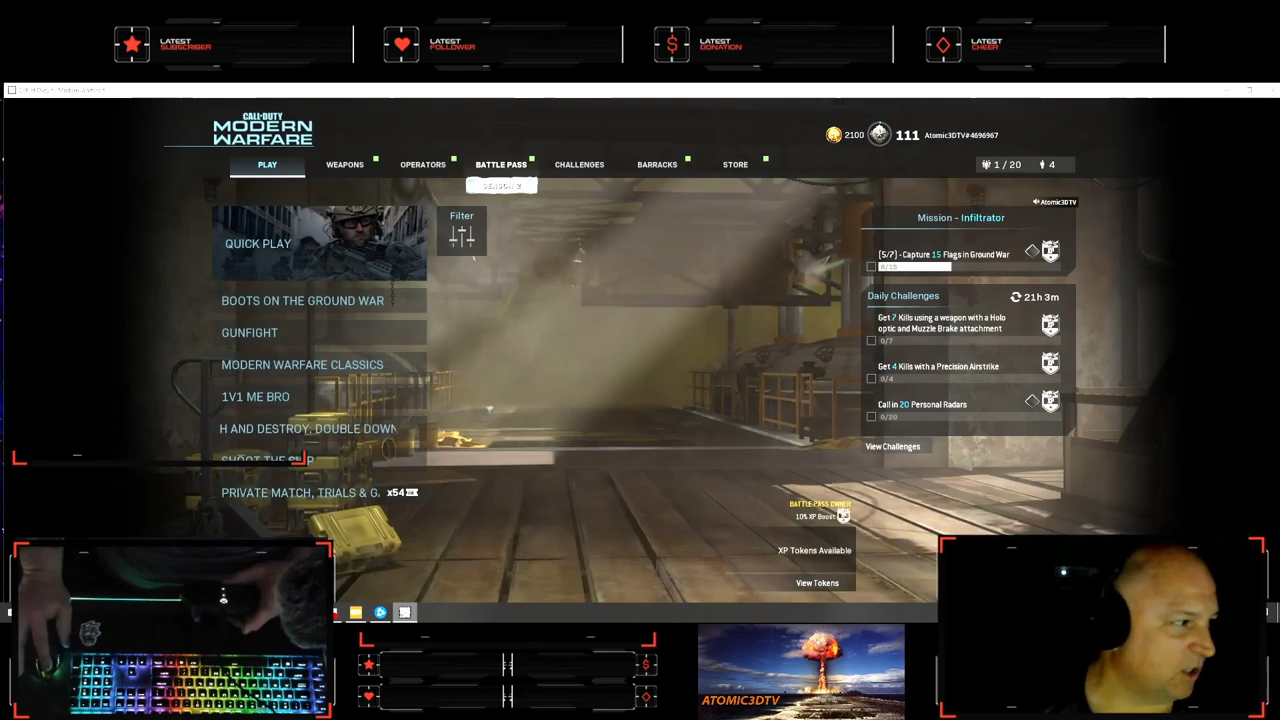 LATEST
SUBSCRIBER
LATEST
FOLLOWER
LATEST
DONATION
LATEST
CHEER
CALL OF DUTY
MODERN
WARFARE
2100
111
Atomic3DTV#4696967
PLAY
WEAPONS
OPERATORS
BATTLE PASS
CHALLENGES
BARRACKS
STORE
1 / 20
4
SEASON 2
Atomic3DTV
QUICK PLAY
Filter
BOOTS ON THE GROUND WAR
GUNFIGHT
MODERN WARFARE CLASSICS
1V1 ME BRO
H AND DESTROY: DOUBLE DOWN
PRIVATE MATCH, TRIALS & G.
x54
Mission - Infiltrator
[5/7] - Capture 15 Flags in Ground War
Daily Challenges
21h 3m
Get 7 Kills using a weapon with a Holo
optic and Muzzle Brake attachment
0/7
Get 4 Kills with a Precision Airstrike
0/4
Call in 20 Personal Radars
0/20
View Challenges
BATTLE PASS OWNER
10% XP Boost
XP Tokens Available
View Tokens
ATOMIC3DTV